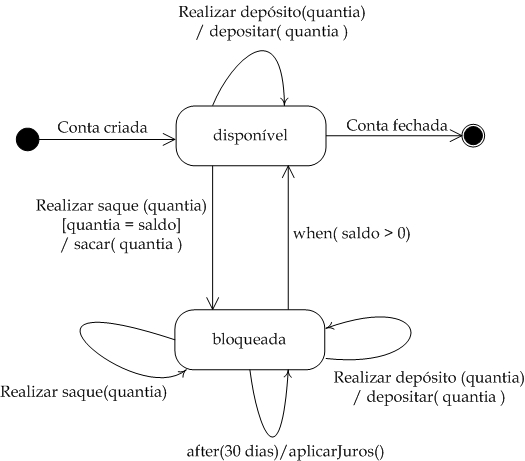 Realizar depósito(quantia)
/ depositar( quantia )
Conta criada
disponível
Conta fechada
Realizar saque (quantia)
[quantia = saldo]
/ sacar( quantia )
when( saldo > 0)
bloqueada
Realizar saque(quantia)
Realizar depósito (quantia)
/ depositar( quantia )
after(30 dias)/aplicarJuros()